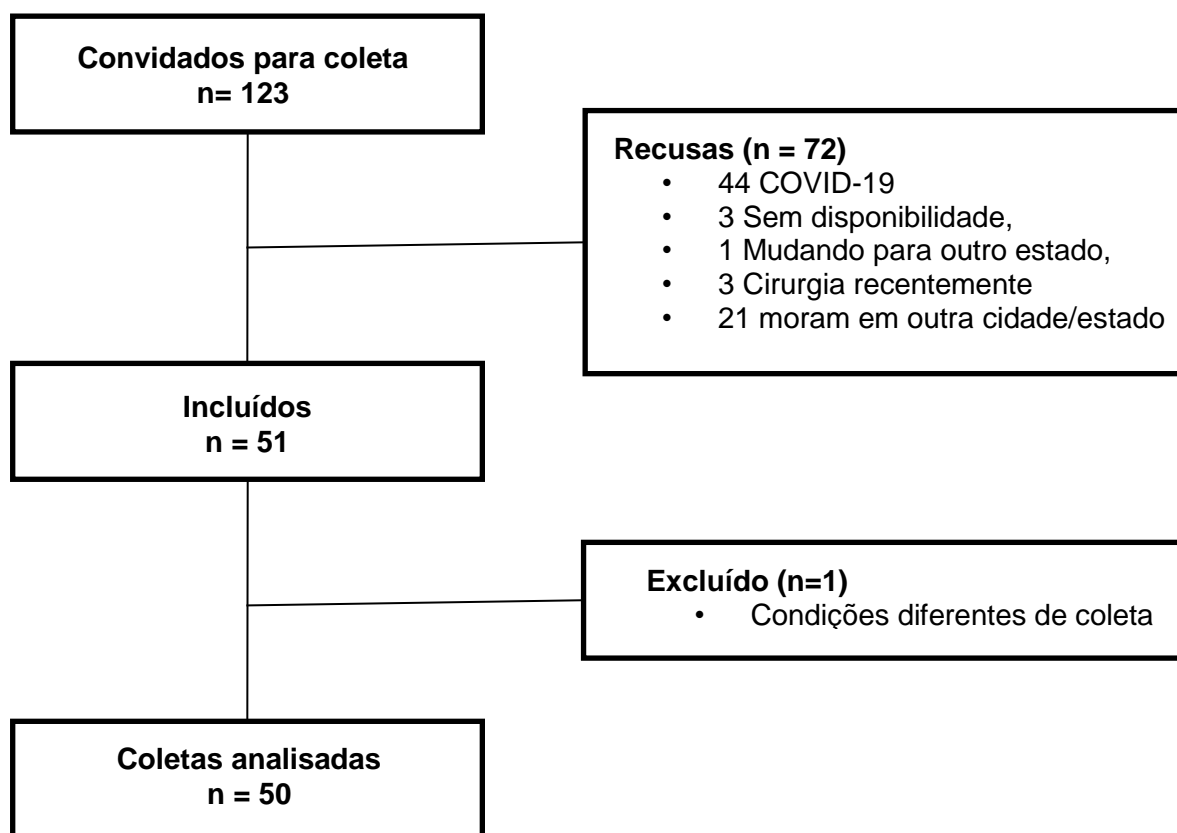 Convidados para coleta
n= 123
Recusas (n = 72)
• 44 COVID-19
• 3 Sem disponibilidade,
• 1 Mudando para outro estado,
• 3 Cirurgia recentemente
• 21 moram em outra cidade/estado
Incluídos
n = 51
Excluído (n=1)
• Condições diferentes de coleta
Coletas analisadas
n = 50